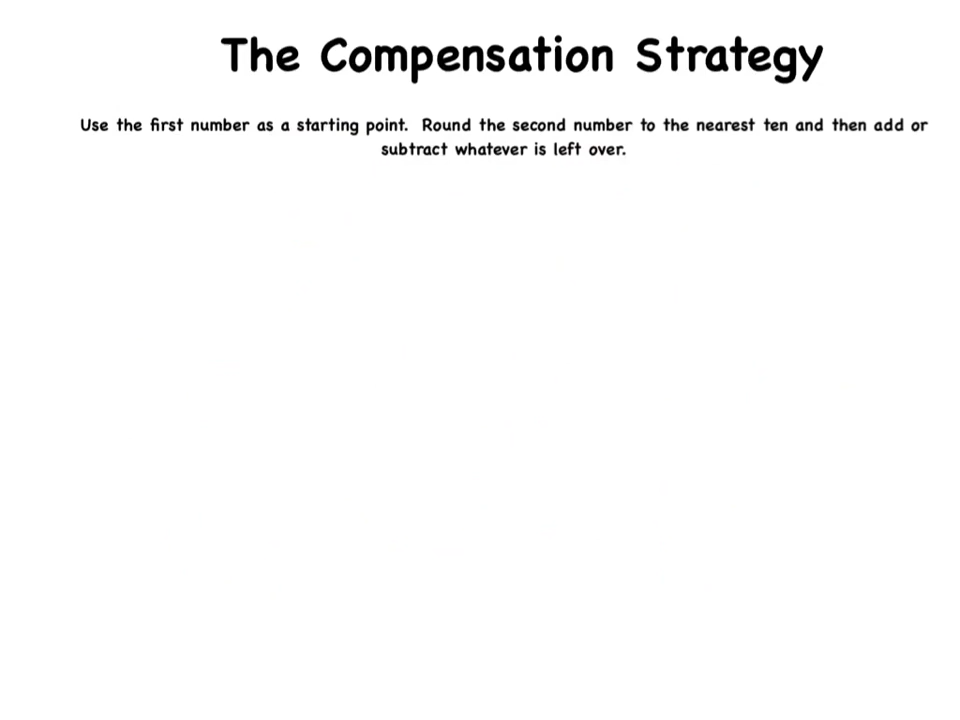 The Compensation Strategy
Use the first number as a starting point.  Round the second number to the nearest ten and then add or
subtract whatever is left over.